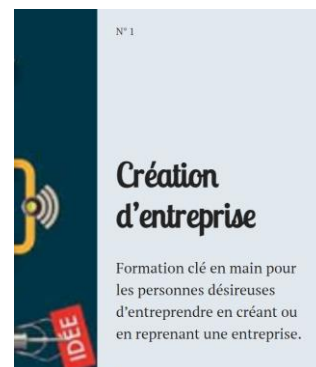 N° 1
Création
d'entreprise
Formation clé en main pour
les personnes désireuses
d'entreprendre en créant ou
en reprenant une entreprise.
IDÉE